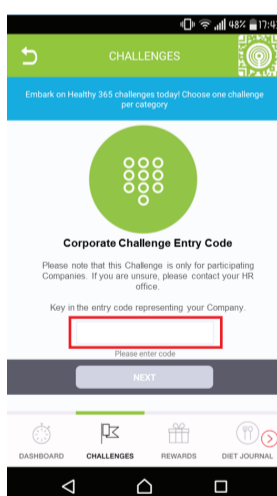 48% 17:43
CHALLENGES
Embark on Healthy 365 challenges today! Choose one challenge
per category
Corporate Challenge Entry Code
Please note that this Challenge is only for participating
Companies. If you are unsure, please contact your HR
office.
Key in the entry code representing your Company.
Please enter code
NEXT
DASHBOARD CHALLENGES REWARDS DIET JOURNAL